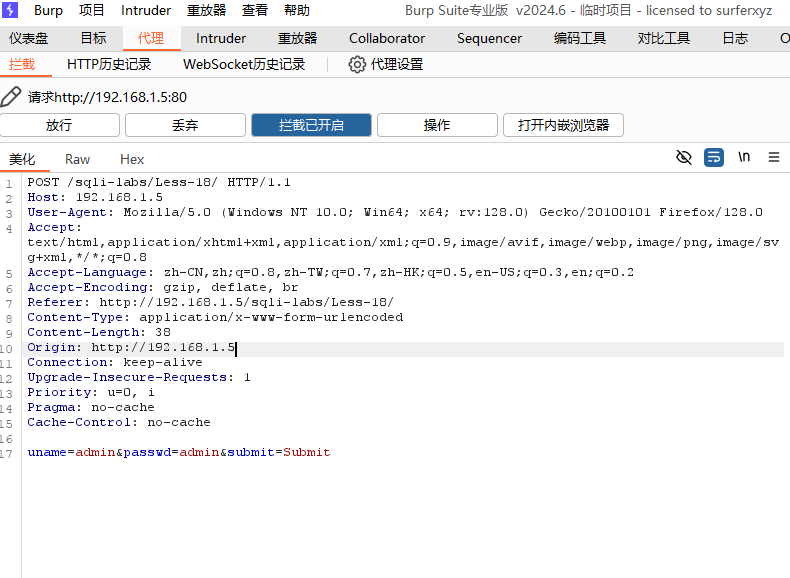 Burp 项目 Intruder 重放器 查看 帮助 Burp Suite专业版 v2024.6 - 临时项目 - licensed to surferxyz
仪表盘 目标 代理 Intruder 重放器 Collaborator Sequencer 编码工具 对比工具 日志 O
拦截 HTTP历史记录 WebSocket历史记录 代理设置
请求http://192.168.1.5:80
放行 丢弃 拦截已开启 操作 打开内嵌浏览器
美化 Raw Hex \n
1 POST /sqli-labs/Less-18/ HTTP/1.1
2 Host: 192.168.1.5
3 User-Agent: Mozilla/5.0 (Windows NT 10.0; Win64; x64; rv:128.0) Gecko/20100101 Firefox/128.0
4 Accept:
text/html,application/xhtml+xml,application/xml;q=0.9,image/avif,image/webp,image/png,image/sv
g+xml,*/*;q=0.8
5 Accept-Language: zh-CN,zh;q=0.8,zh-TW;q=0.7,zh-HK;q=0.5,en-US;q=0.3,en;q=0.2
6 Accept-Encoding: gzip, deflate, br
7 Referer: http://192.168.1.5/sqli-labs/Less-18/
8 Content-Type: application/x-www-form-urlencoded
9 Content-Length: 38
10 Origin: http://192.168.1.5
11 Connection: keep-alive
12 Upgrade-Insecure-Requests: 1
13 Priority: u=0, i
14 Pragma: no-cache
15 Cache-Control: no-cache
16
17 uname=admin&passwd=admin&submit=Submit